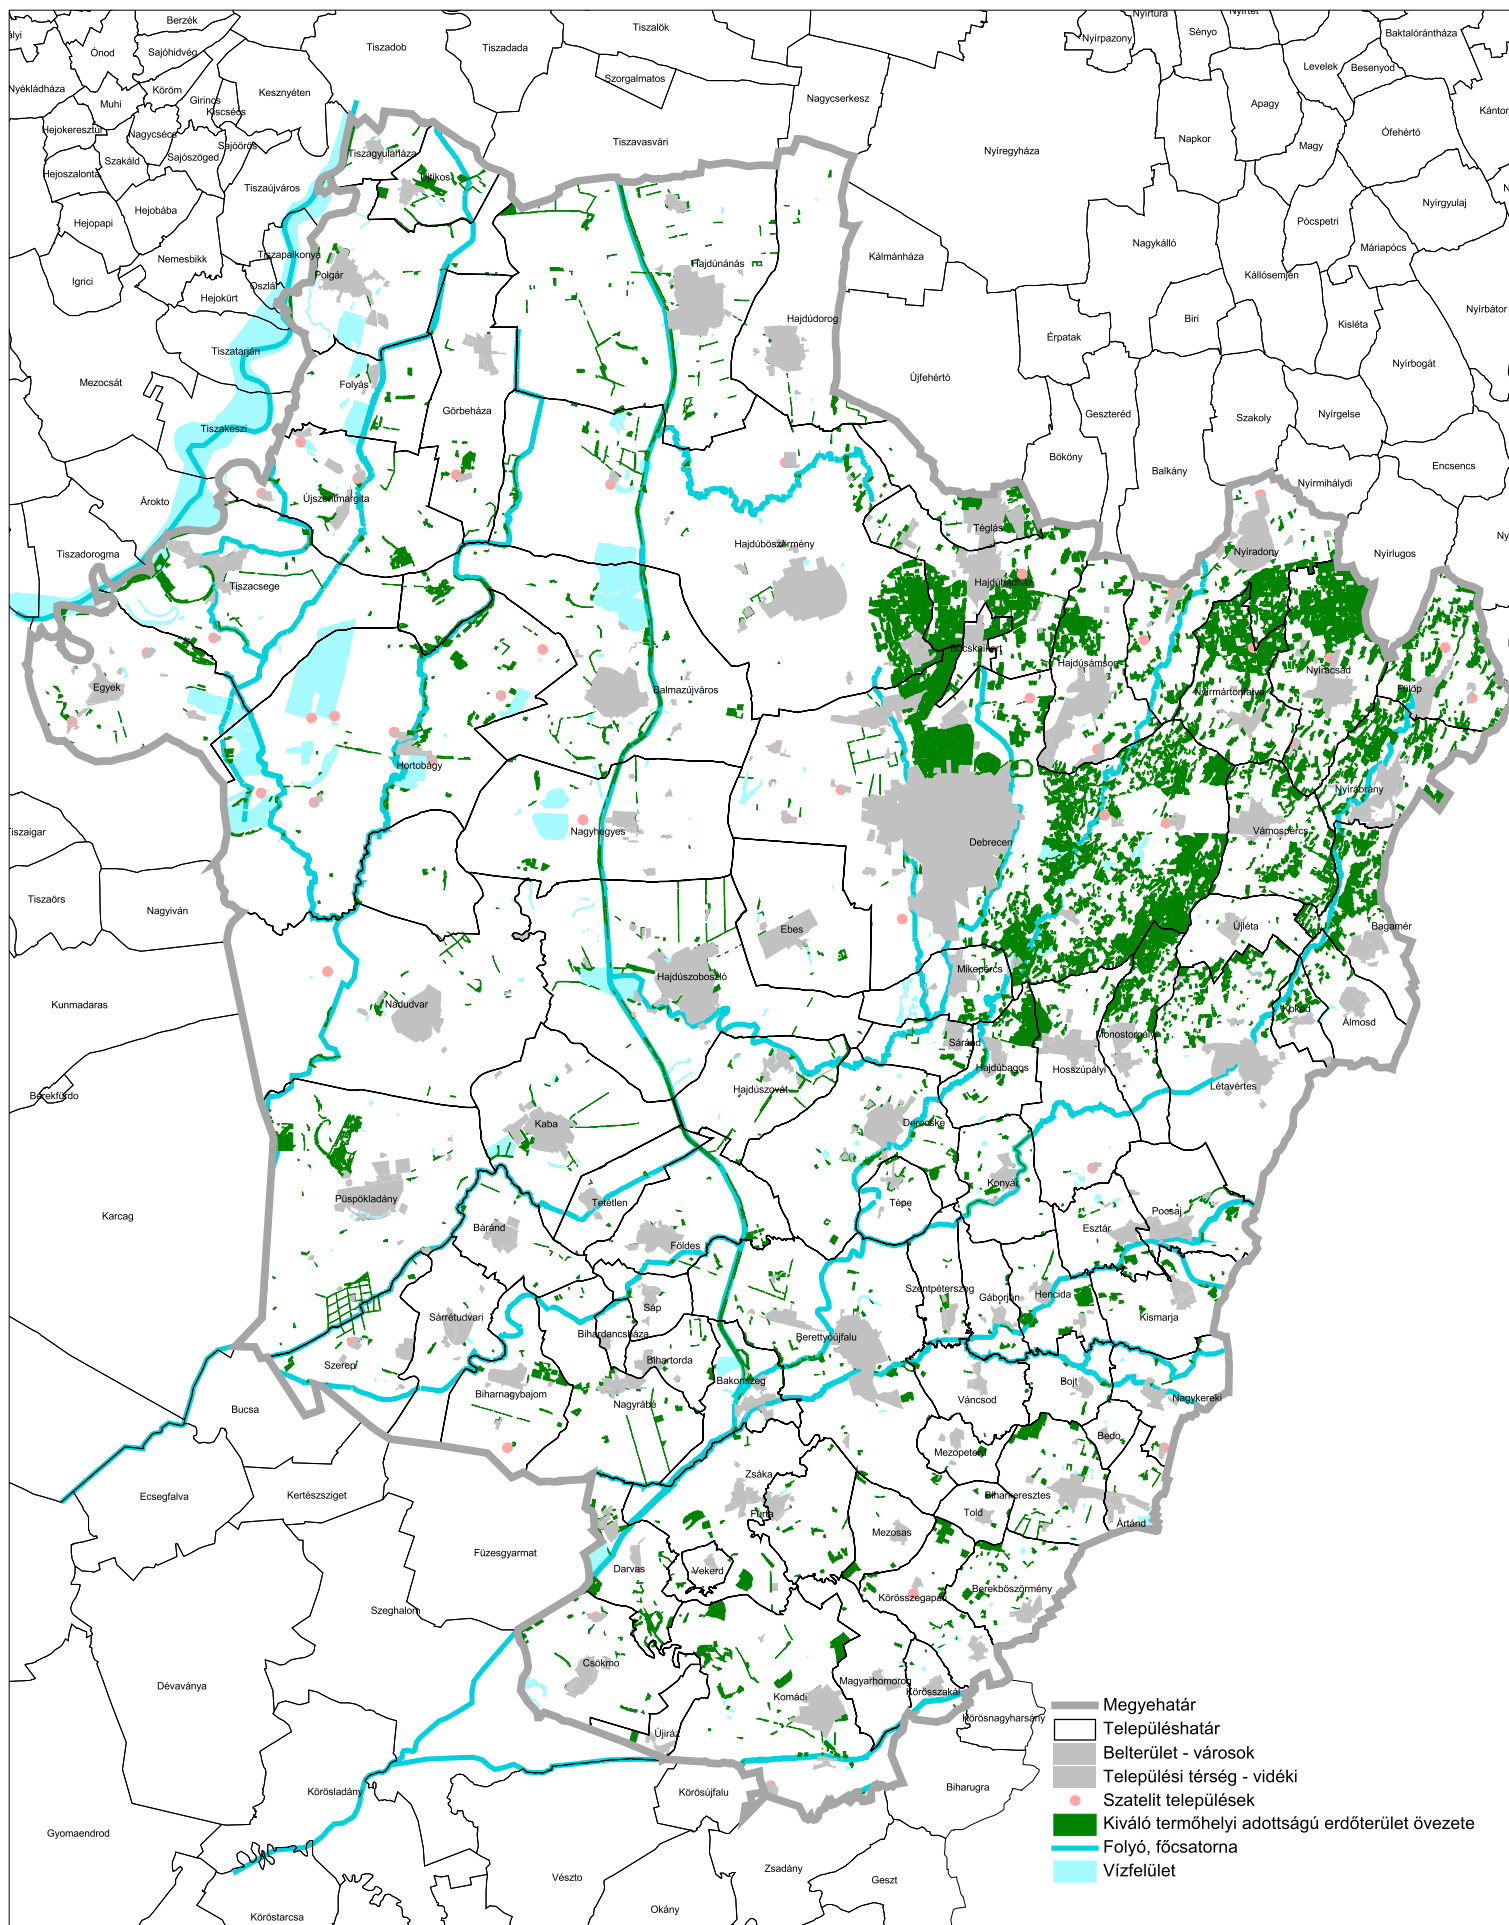 Berzék
Nyírtura
Nyírtét
ályi
Ónod
Sajóhidvég
Tiszadob
Tiszadada
Tiszalök
Nyírpazony
Sényo
Baktalórántháza
Nyékládháza
Köröm
Girincs
Kesznyéten
Szorgalmatos
Nagycserkesz
Levelek
Besenyod
Muhi
Kiscsécs
Apagy
Kántor
Hejokeresztúr
Nagycsécs
Sajóörös
Tiszavasvári
Nyíregyháza
Napkor
Magy
Ófehértó
Szakáld
Sajószöged
Tiszagyulaháza
Hejoszalonta
Tiszaújváros
Újtikos
Hejobába
Nyírgyulaj
Hejopapi
Pócspetri
Nemesbikk
Tiszapalkonya
Nagykálló
Máriapócs
Igrici
Oszlár
Polgár
Hajdúnánás
Kálmánháza
Kállósemjén
Hejokürt
Hajdúdorog
Biri
Kisléta
Nyírbátor
Érpatak
Tiszatarján
Nyírbogát
Mezocsát
Folyás
Görbeháza
Újfehértó
Geszteréd
Szakoly
Nyírgelse
Tiszakeszi
Bököny
Balkány
Encsencs
Nyírmihálydi
Árokto
Újszentmargita
Téglás
Tiszadorogma
Hajdúböszörmény
Nyíradony
Nyírlugos
Ny
Tiszacsege
Hajdúhadház
Bocskaikert
Hajdúsámson
Nyíracsád
Egyek
Balmazújváros
Nyírmártonfalva
Fülöp
Hortobágy
Nyírábrány
Tiszaigar
Nagyhegyes
Debrecen
Vámospércs
Tiszaörs
Nagyiván
Ebes
Újléta
Bagamér
Mikepércs
Hajdúszoboszló
Kunmadaras
Nádudvar
Kokad
Álmosd
Sáránd
Monostorpályi
Hajdúbagos
Hosszúpályi
Berekfürdo
Hajdúszovát
Létavértes
Kaba
Derecske
Karcag
Püspökladány
Tetétlen
Tépe
Konyár
Báránd
Esztár
Pocsaj
Földes
Szentpéterszeg
Gáborján
Hencida
Sáp
Kismarja
Sárrétudvari
Bihardancsháza
Berettyóújfalu
Szerep
Bihartorda
Bakonszeg
Bojt
Biharnagybajom
Nagyrábé
Váncsod
Nagykereki
Bucsa
Mezopeterd
Bedo
Zsáka
Ecsegfalva
Kertészsziget
Biharkeresztes
Furta
Told
Ártánd
Mezosas
Füzesgyarmat
Darvas
Vekerd
Körösszegapáti
Berekböszörmény
Szeghalom
Csökmo
Dévaványa
Magyarhomorog
Körösszakál
Komádi
Megyehatár
Körösnagyharsány
Településhatár
Újiráz
Belterület - városok
Települési térség - vidéki
Körösladány
Körösújfalu
Biharugra
Szatelit települések
Gyomaendrod
Kiváló termőhelyi adottságú erdőterület övezete
Folyó, főcsatorna
Vízfelület
Vészto
Zsadány
Geszt
Okány
Köröstarcsa